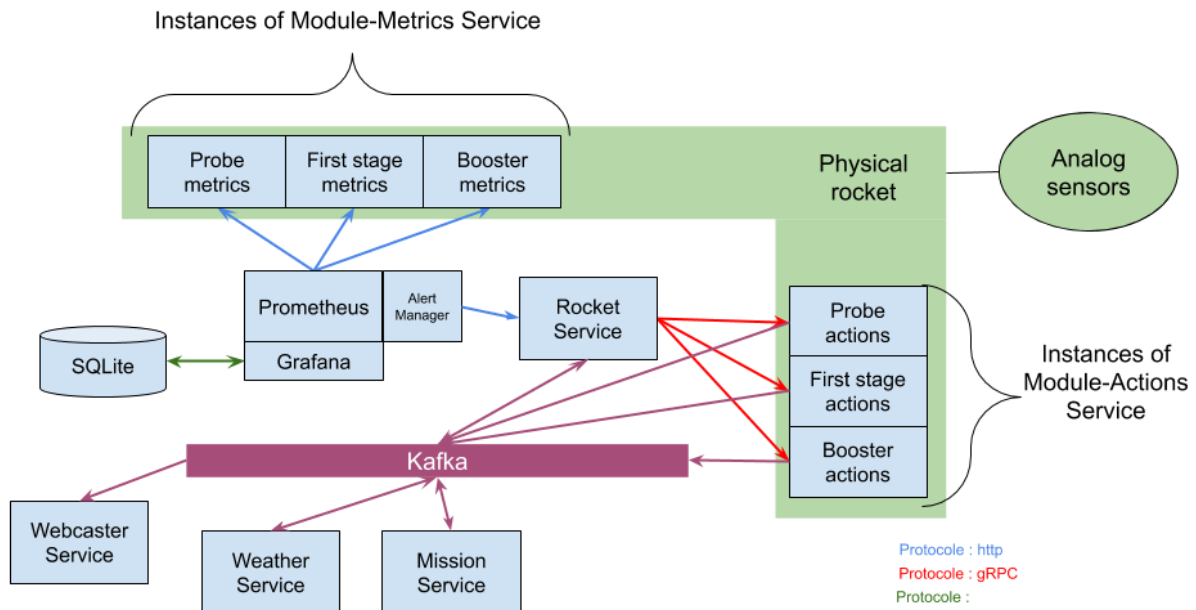 Instances of Module-Metrics Service
Probe
metrics
First stage
metrics
Booster
metrics
Physical
rocket
Analog
sensors
Prometheus
Alert
Manager
Grafana
SQLite
Rocket
Service
Probe
actions
First stage
actions
Booster
actions
Instances of
Module-Actions
Service
Kafka
Webcaster
Service
Weather
Service
Mission
Service
Protocole : http
Protocole : gRPC
Protocole :